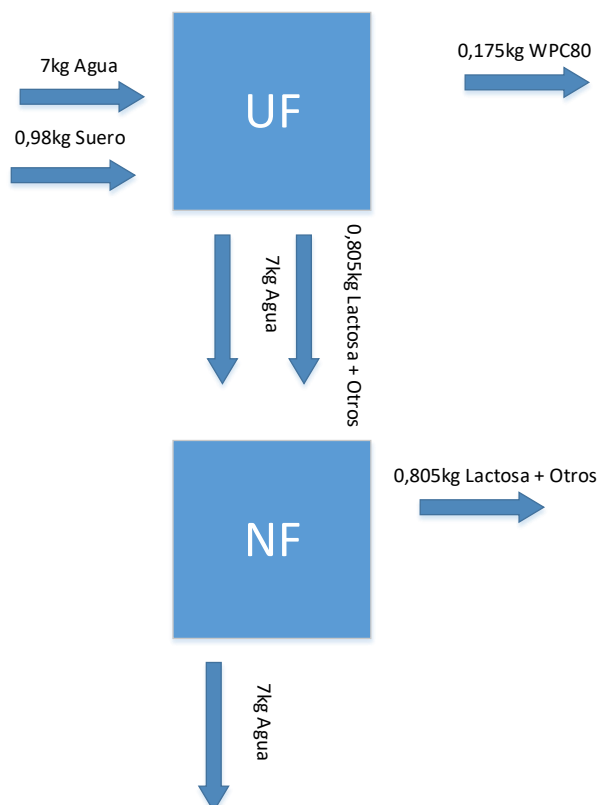 7kg Agua
0,175kg WPC80
UF
0,98kg Suero
7kg Agua
0,805kg Lactosa + Otros
0,805kg Lactosa + Otros
NF
7kg Agua